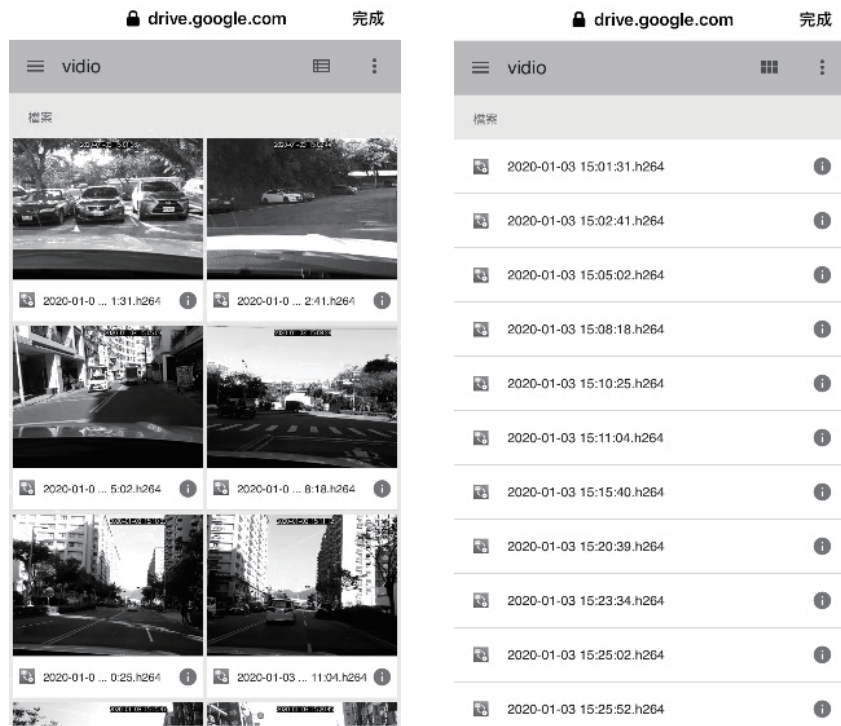 drive.google.com 完成
vidio
檔案
2020-01-0 ... 1:31.h264
2020-01-0 ... 2:41.h264
2020-01-0 ... 5:02.h264
2020-01-0 ... 8:18.h264
2020-01-0 ... 0:25.h264
2020-01-03 ... 11:04.h264
drive.google.com 完成
vidio
檔案
2020-01-03 15:01:31.h264
2020-01-03 15:02:41.h264
2020-01-03 15:05:02.h264
2020-01-03 15:08:18.h264
2020-01-03 15:10:25.h264
2020-01-03 15:11:04.h264
2020-01-03 15:15:40.h264
2020-01-03 15:20:39.h264
2020-01-03 15:23:34.h264
2020-01-03 15:25:02.h264
2020-01-03 15:25:52.h264